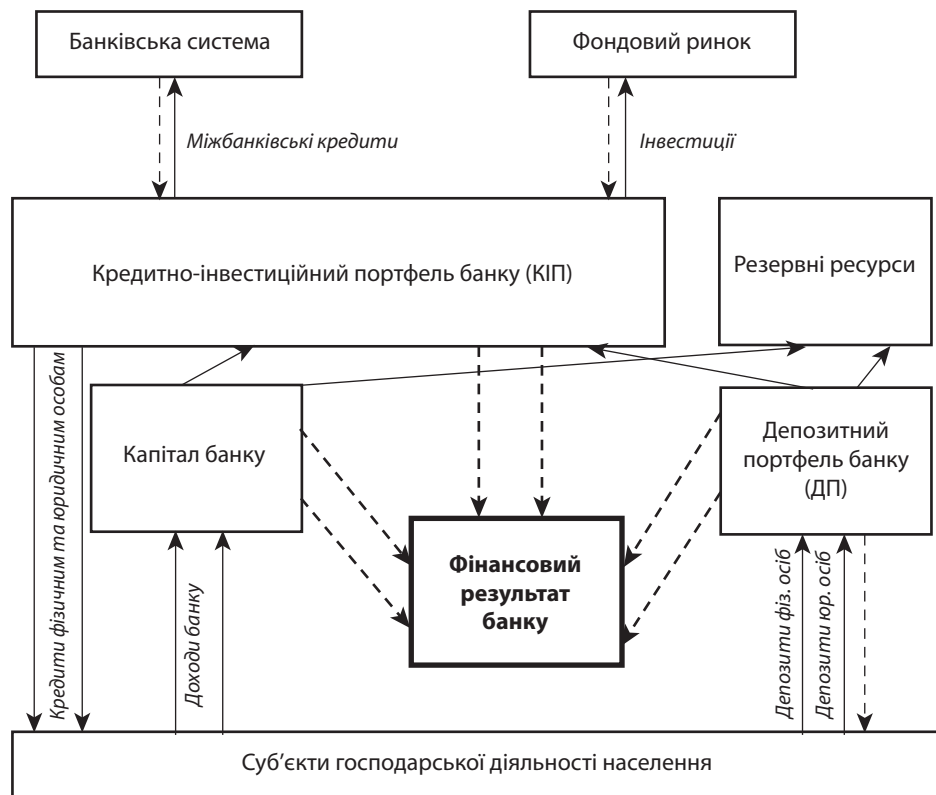 Банківська система
Фондовий ринок
Міжбанківські кредити
Інвестиції
Кредитно-інвестиційний портфель банку (КІП)
Резервні ресурси
Кредити фізичним та юридичним особам
Капітал банку
Депозитний
портфель банку
(ДП)
Фінансовий
результат
банку
Доходи банку
Депозити фіз. осіб
Депозити юр. осіб
Суб’єкти господарської діяльності населення